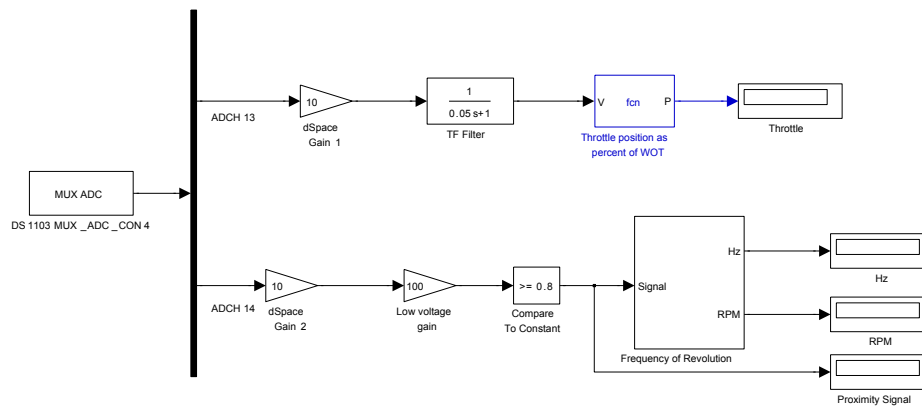 ADCH 13
10
dSpace
Gain 1
1
0.05 s+1
TF Filter
V
fcn
P
Throttle position as
percent of WOT
Throttle
MUX ADC
DS 1103 MUX _ADC _CON 4
ADCH 14
10
dSpace
Gain 2
100
Low voltage
gain
>= 0.8
Compare
To Constant
Signal
Hz
RPM
Frequency of Revolution
Hz
RPM
Proximity Signal